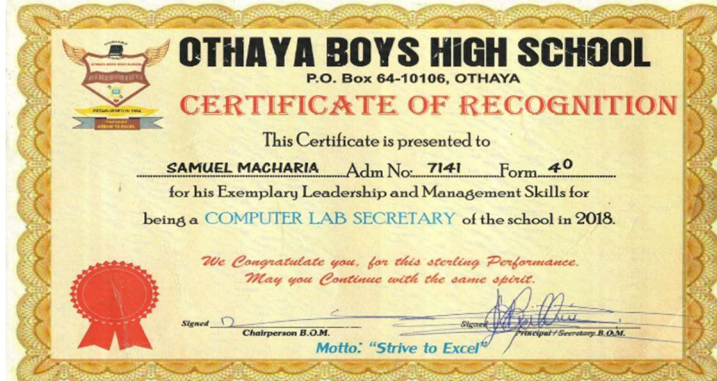 OTHAYA BOYS HIGH SCHOOL
P.O. Box 64-10106, OTHAYA
CERTIFICATE OF RECOGNITION
This Certificate is presented to
SAMUEL MACHARIA Adm No: 7141 Form 4O
for his Exemplary Leadership and Management Skills for
being a COMPUTER LAB SECRETARY of the school in 2018.
We Congratulate you, for this sterling Performance.
May you Continue with the same spirit.
Signed
Chairperson B.O.M.
Signed
Principal / Secretary B.O.M.
Motto: "Strive to Excel"